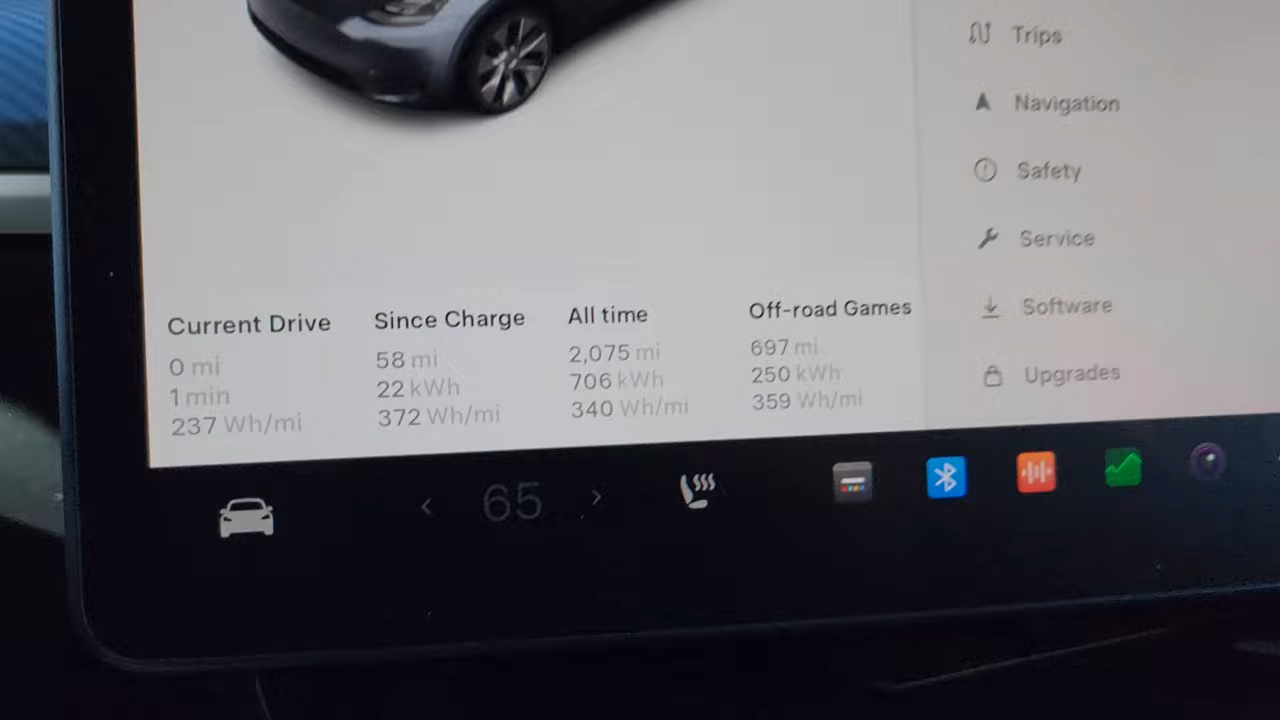 Trips
Navigation
Safety
Service
Software
Upgrades
Current Drive
0 mi
1 min
237 Wh/mi
Since Charge
58 mi
22 kWh
372 Wh/mi
All time
2,075 mi
706 kWh
340 Wh/mi
Off-road Games
697 mi
250 kWh
359 Wh/mi
< 65 >